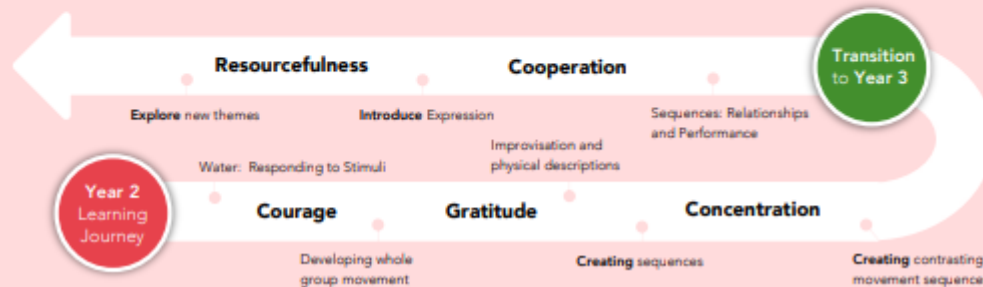 Resourcefulness
Cooperation
Transition
to Year 3
Explore new themes
Introduce Expression
Sequences: Relationships
and Performance
Improvisation and
physical descriptions
Water: Responding to Stimuli
Year 2
Learning
Journey
Courage
Gratitude
Concentration
Developing whole
group movement
Creating sequences
Creating contrasting
movement sequence